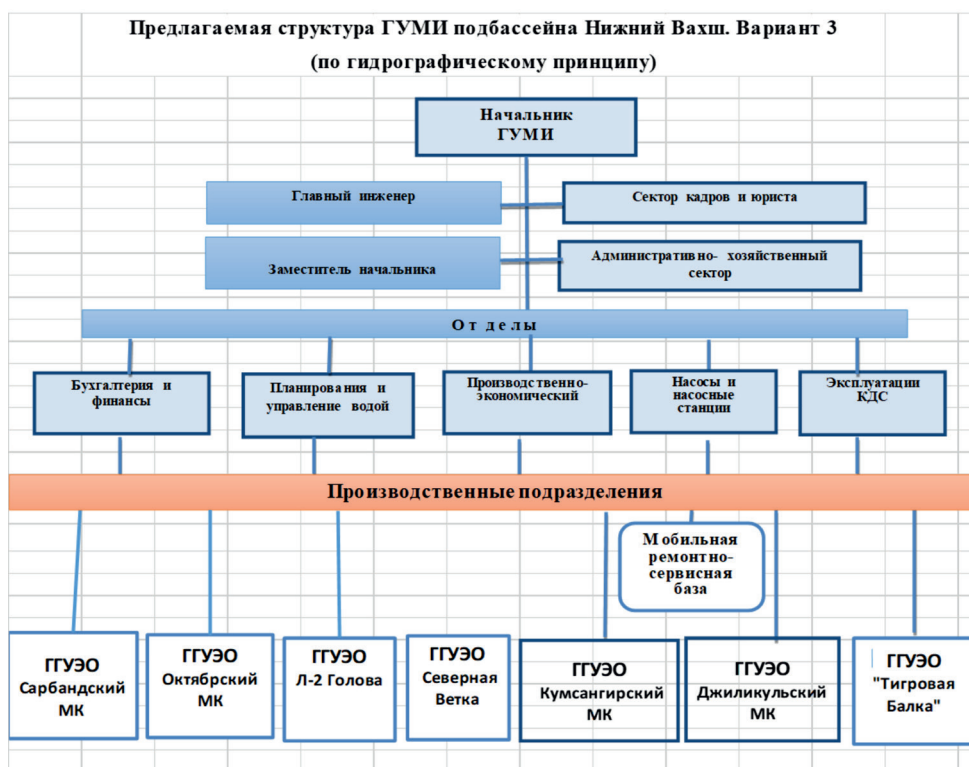 Предлагаемая структура ГУМИ подбассейна Нижний Вахш. Вариант 3
(по гидрографическому принципу)
Начальник
ГУМИ
Главный инженер
Сектор кадров и юриста
Заместитель начальника
Административно- хозяйственный
сектор
От делы
Бухгалтерия и
финансы
Планирования и
управление водой
Производственно-
экономический
Насосы и
насосные
станции
Эксплуатации
КДС
Производственные подразделения
Мобильная
ремонтно-
сервисная
база
ГГУЭО
Сарбандский
МК
ГГУЭО
Октябрский
МК
ГГУЭО
Л-2 Голова
ГГУЭО
Северная
Ветка
ГГУЭО
Кумсангирский
МК
ГГУЭО
Джиликульский
МК
ГГУЭО
"Тигровая
Балка"